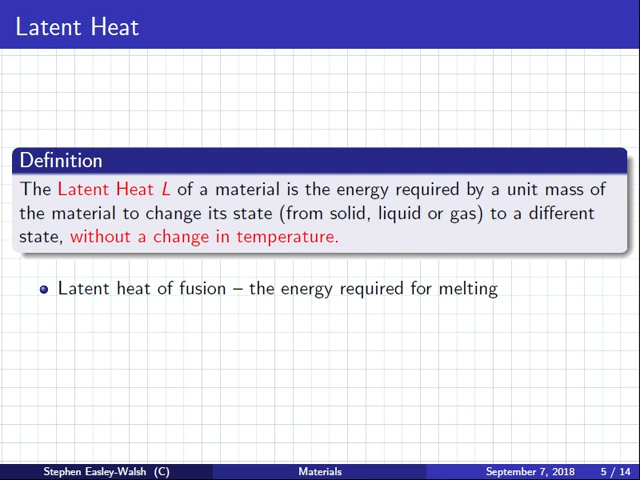 Latent Heat
Definition
The Latent Heat L of a material is the energy required by a unit mass of
the material to change its state (from solid, liquid or gas) to a different
state, without a change in temperature.
Latent heat of fusion – the energy required for melting
Stephen Easley-Walsh (C) Materials September 7, 2018 5 / 14